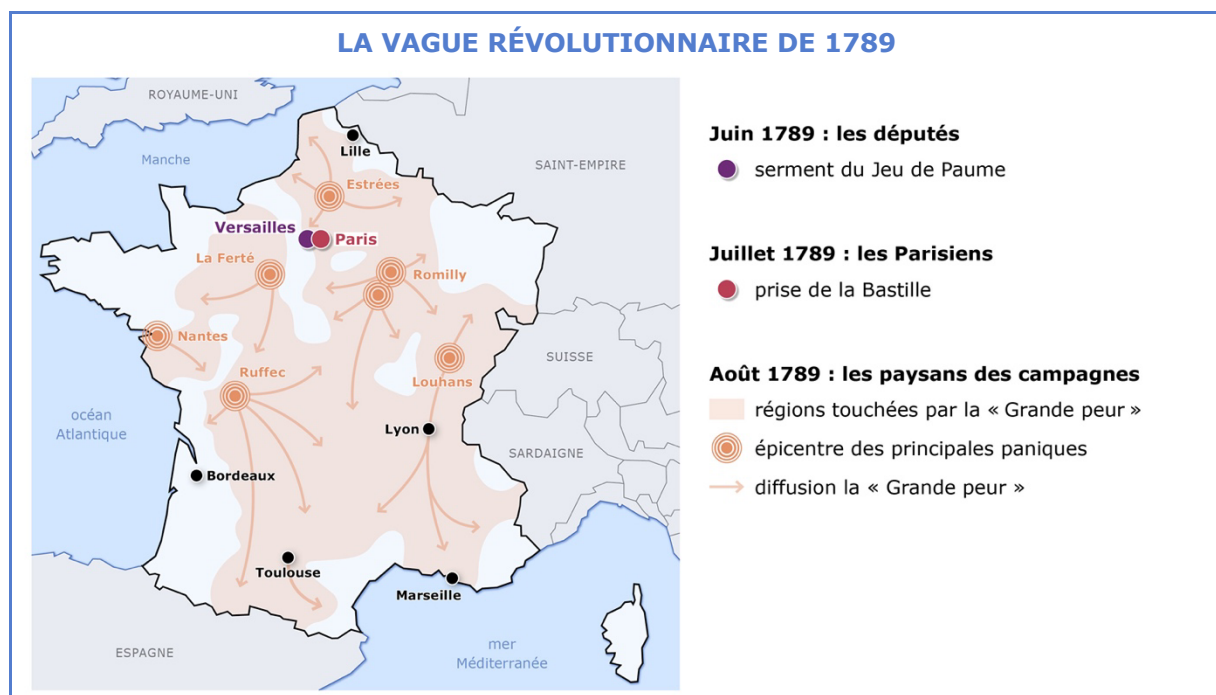 LA VAGUE RÉVOLUTIONNAIRE DE 1789
ROYAUME-UNI
Manche
Lille
SAINT-EMPIRE
Estrées
Versailles
Paris
La Ferté
Romilly
Nantes
Ruffec
Louhans
SUISSE
océan
Atlantique
Lyon
SARDAIGNE
Bordeaux
Toulouse
Marseille
ESPAGNE
mer
Méditerranée
Juin 1789 : les députés
serment du Jeu de Paume
Juillet 1789 : les Parisiens
prise de la Bastille
Août 1789 : les paysans des campagnes
régions touchées par la « Grande peur »
épicentre des principales paniques
diffusion la « Grande peur »